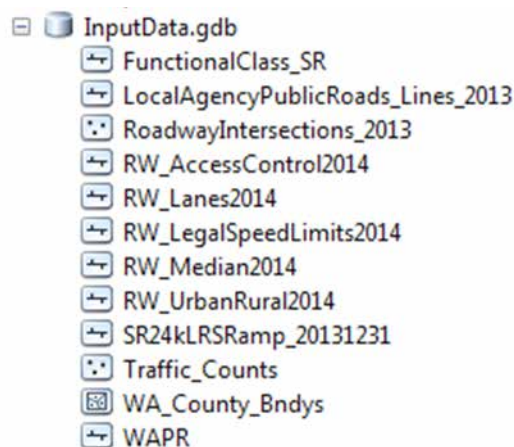 InputData.gdb
FunctionalClass_SR
LocalAgencyPublicRoads_Lines_2013
RoadwayIntersections_2013
RW_AccessControl2014
RW_Lanes2014
RW_LegalSpeedLimits2014
RW_Median2014
RW_UrbanRural2014
SR24kLRSRamp_20131231
Traffic_Counts
WA_County_Bndys
WAPR